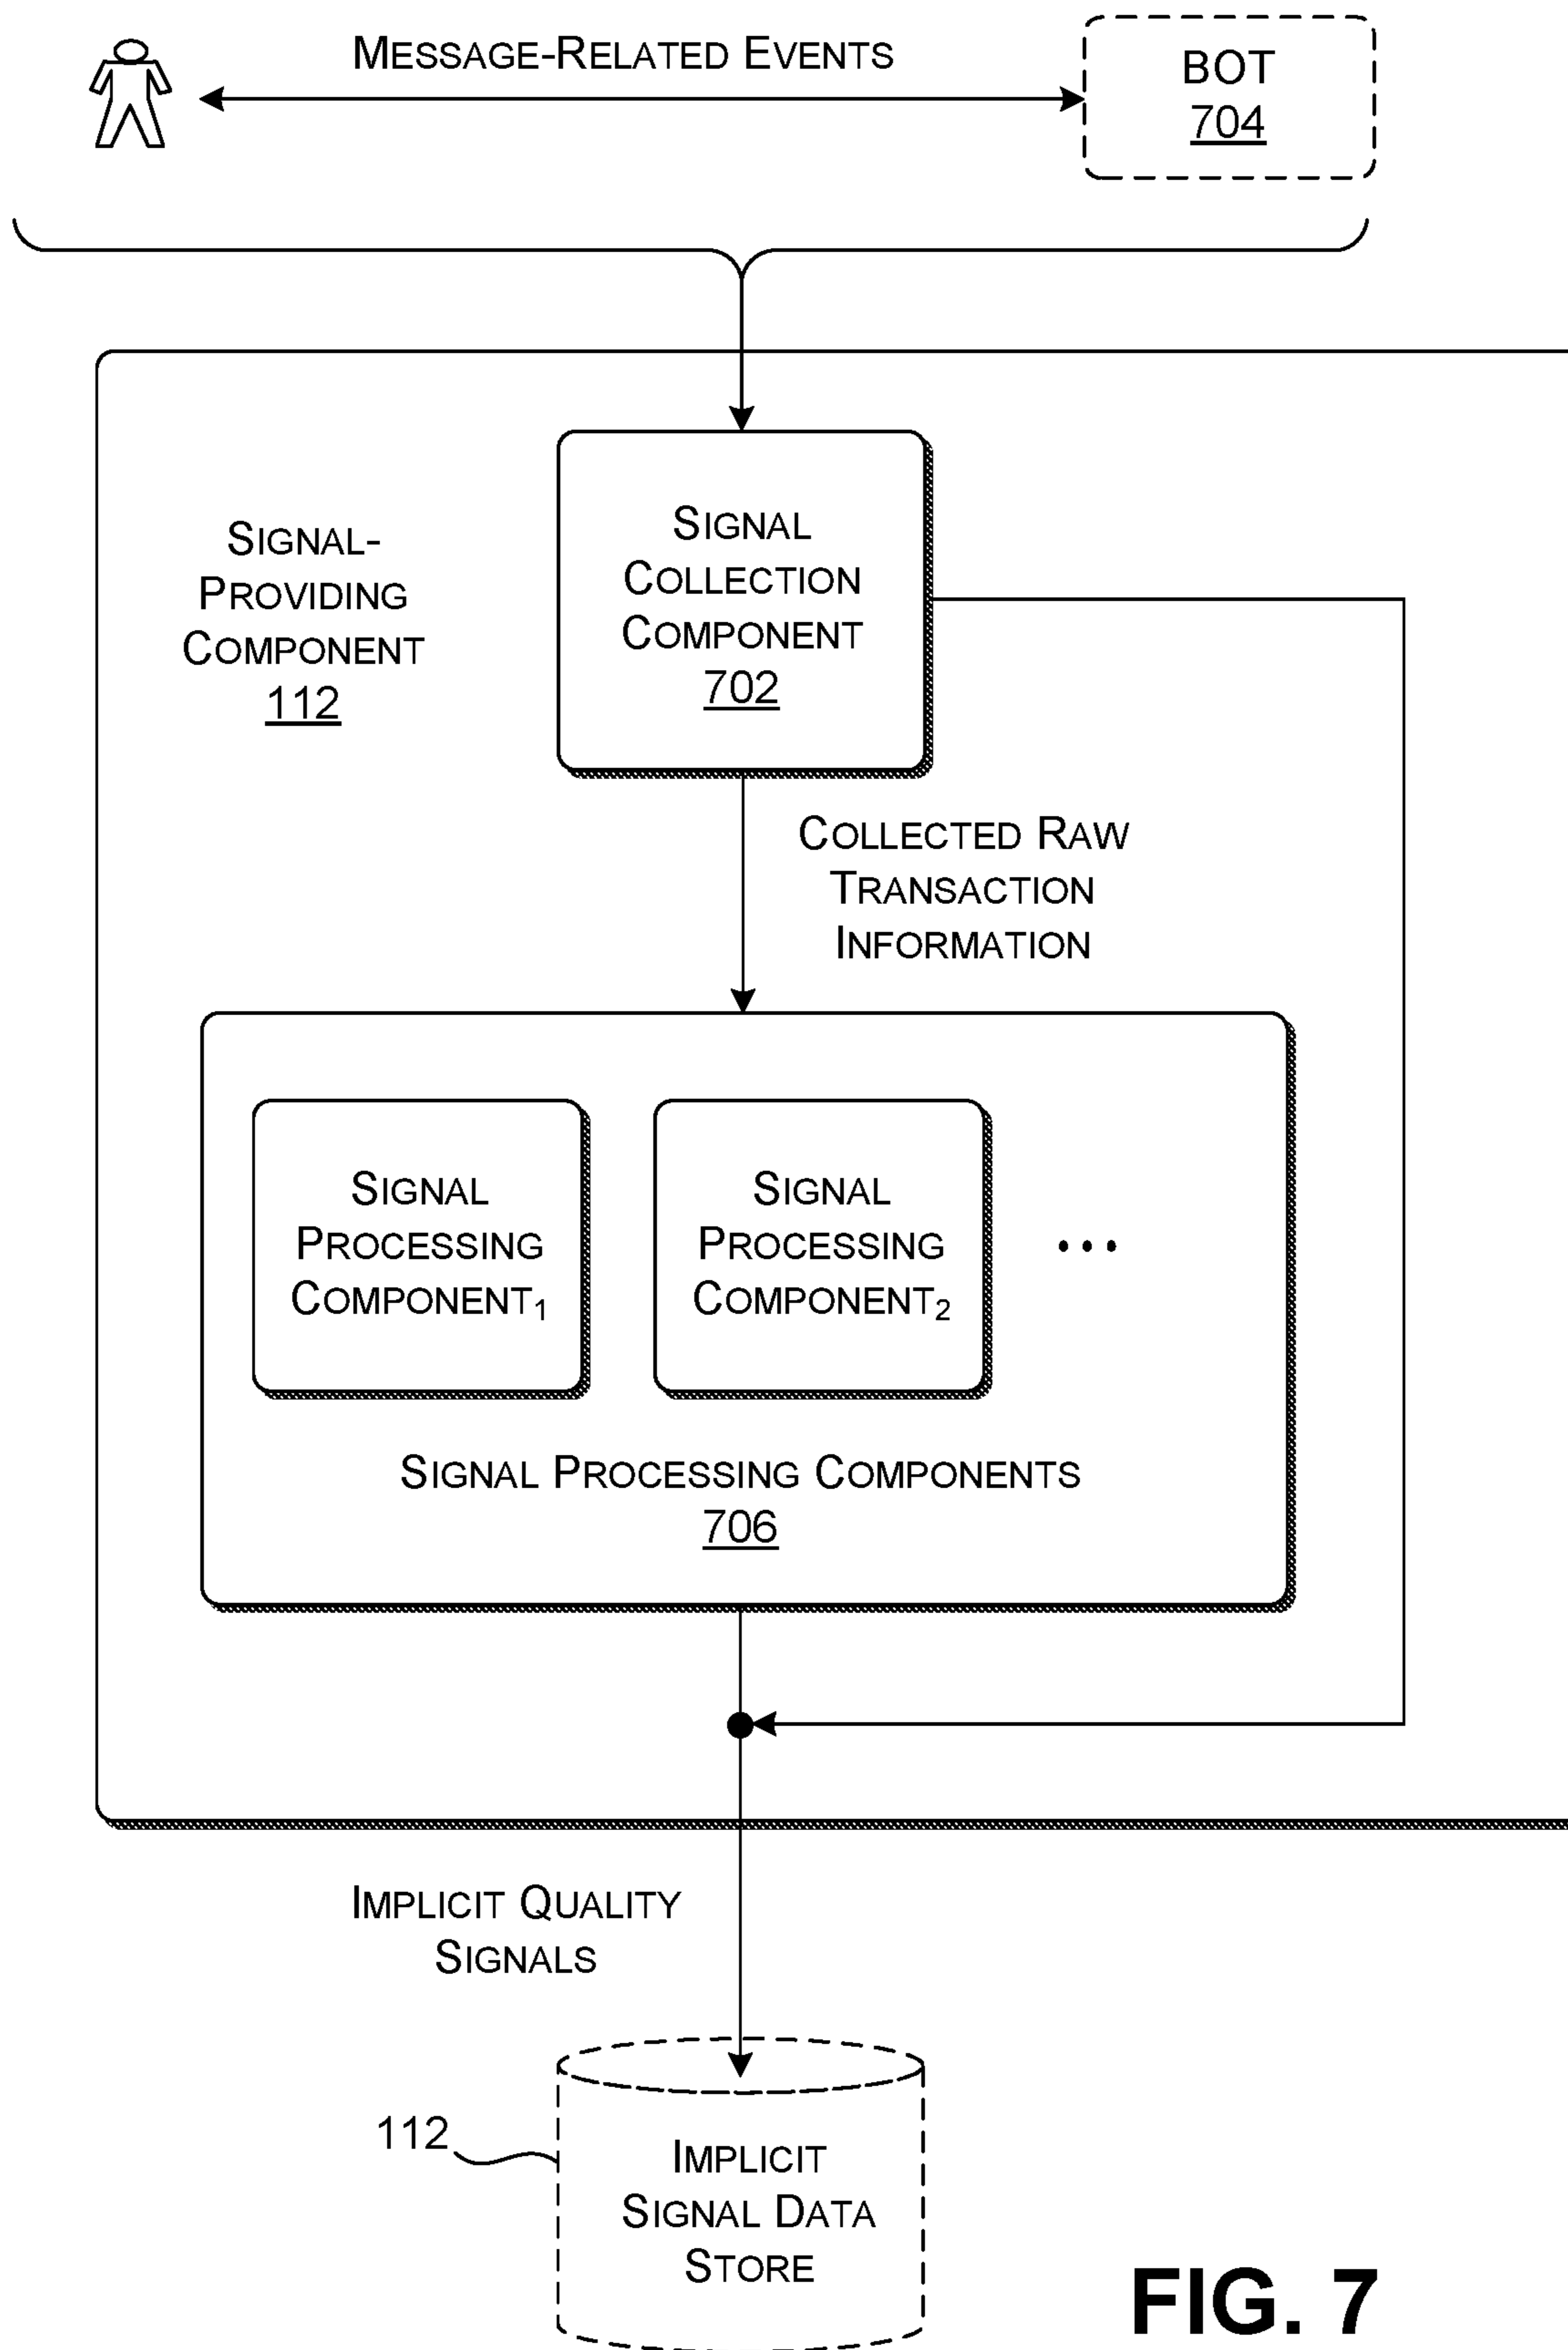 MESSAGE-RELATED EVENTS
BOT
704
SIGNAL-
PROVIDING
COMPONENT
112
SIGNAL
COLLECTION
COMPONENT
702
COLLECTED RAW
TRANSACTION
INFORMATION
SIGNAL
PROCESSING
COMPONENT1
SIGNAL
PROCESSING
COMPONENT2
• • •
SIGNAL PROCESSING COMPONENTS
706
IMPLICIT QUALITY
SIGNALS
112
IMPLICIT
SIGNAL DATA
STORE
FIG. 7